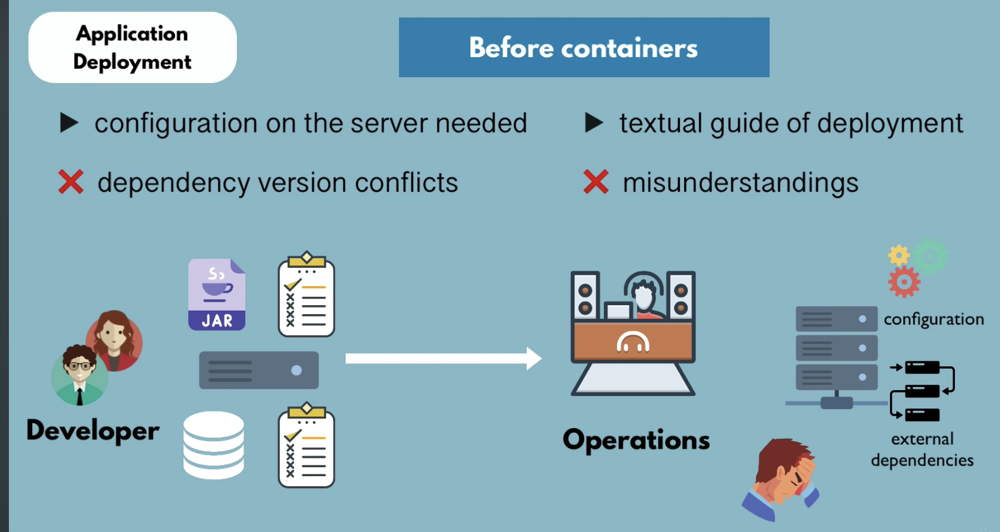 Application
Deployment
Before containers
configuration on the server needed
textual guide of deployment
dependency version conflicts
misunderstandings
JAR
configuration
Developer
Operations
external
dependencies